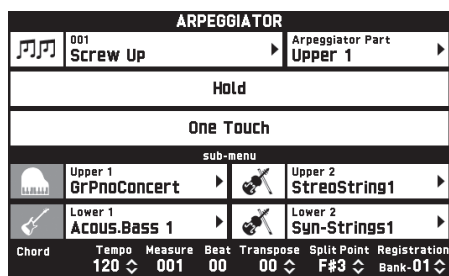 ARPEGGIATOR
001
Screw Up
Arpeggiator Part
Upper 1
Hold
One Touch
sub-menu
Upper 1
GrPnoConcert
Upper 2
StreoString1
Lower 1
Acous.Bass 1
Lower 2
Syn-Strings1
Chord Tempo Measure Beat Transpose Split Point Registration
120 001 00 00 F#3 Bank-01